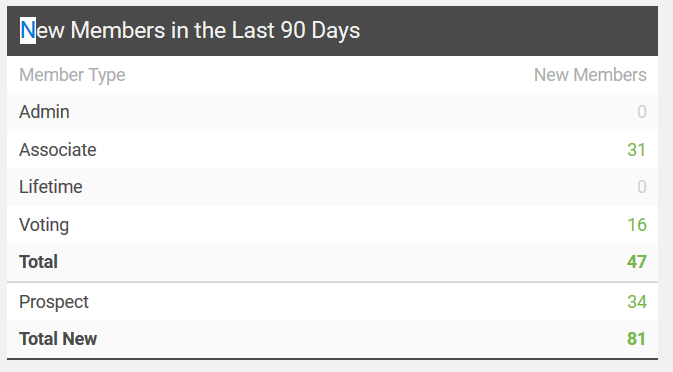 New Members in the Last 90 Days
Member Type New Members
Admin 0
Associate 31
Lifetime 0
Voting 16
Total 47
Prospect 34
Total New 81